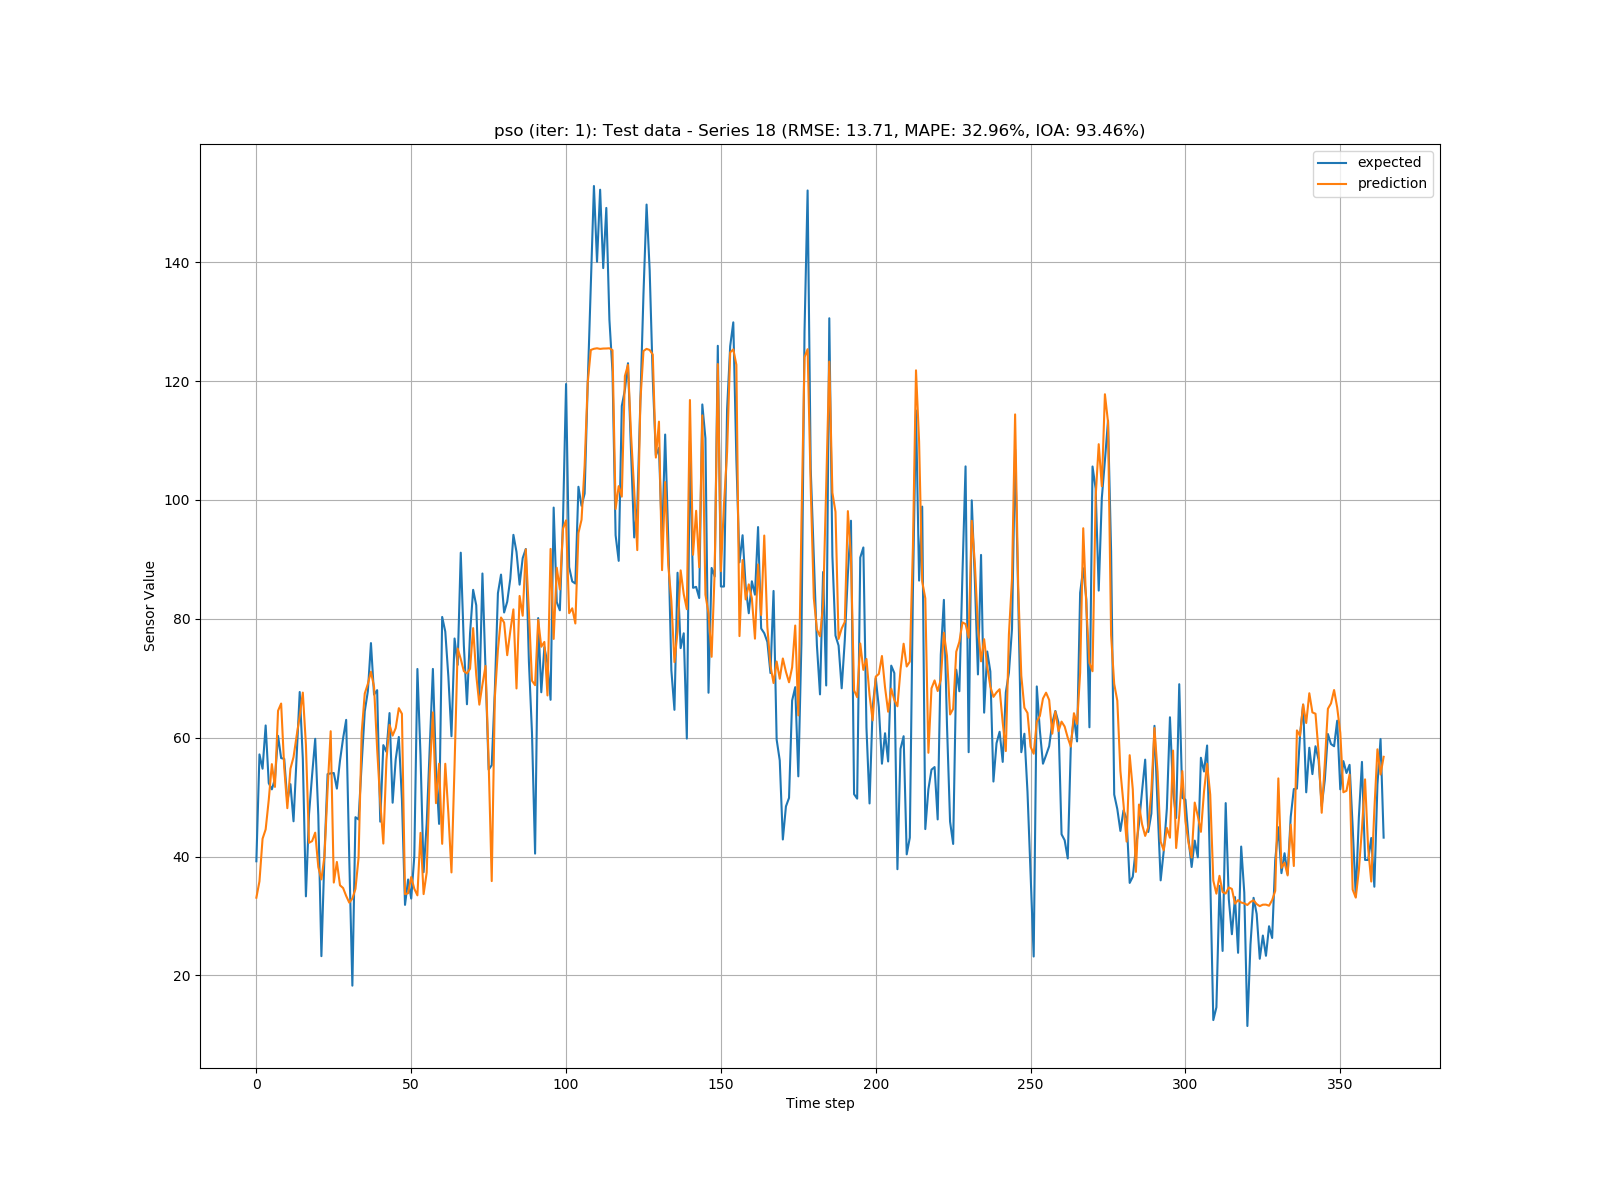 pso (iter: 1): Test data - Series 18 (RMSE: 13.71, MAPE: 32.96%, IOA: 93.46%)
expected
prediction
Sensor Value
140
120
100
80
60
40
20
0 50 100 150 200 250 300 350
Time step